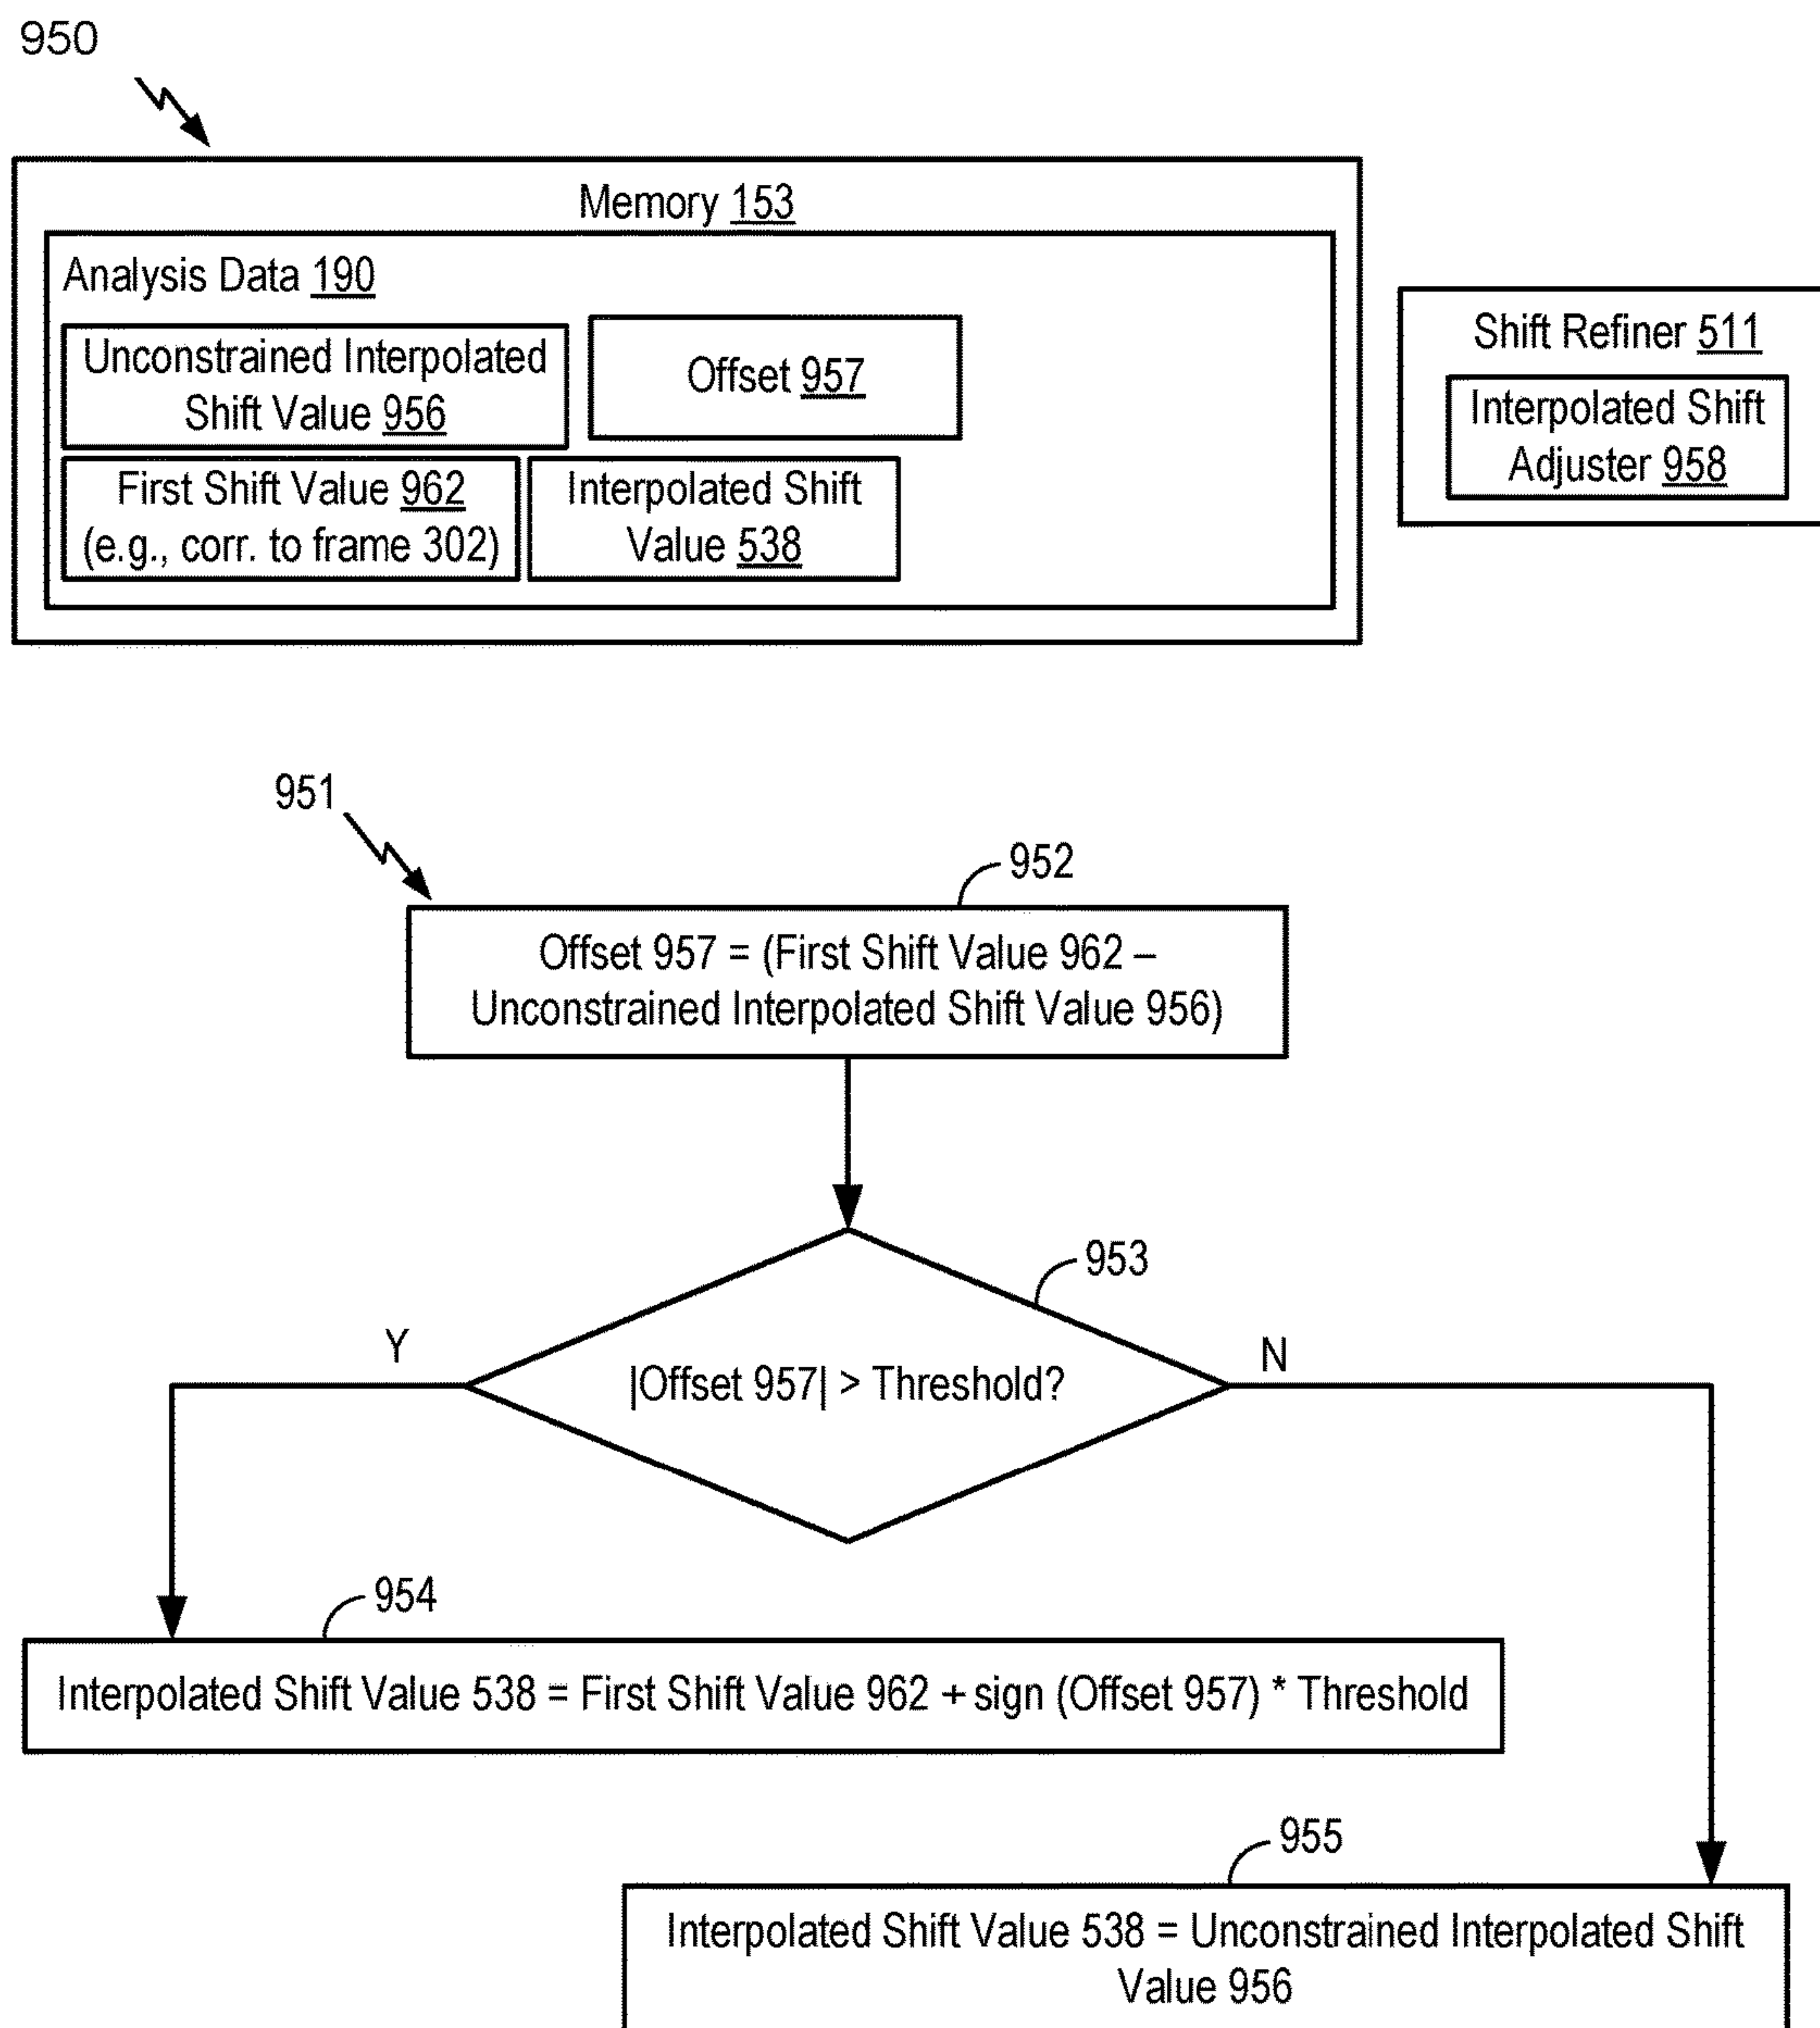 950
Memory 153
Analysis Data 190
Unconstrained Interpolated
Shift Value 956
Offset 957
First Shift Value 962
(e.g., corr. to frame 302)
Interpolated Shift
Value 538
Shift Refiner 511
Interpolated Shift
Adjuster 958
951
952
Offset 957 = (First Shift Value 962 –
Unconstrained Interpolated Shift Value 956)
953
Y
|Offset 957| > Threshold?
N
954
Interpolated Shift Value 538 = First Shift Value 962 + sign (Offset 957) * Threshold
955
Interpolated Shift Value 538 = Unconstrained Interpolated Shift
Value 956